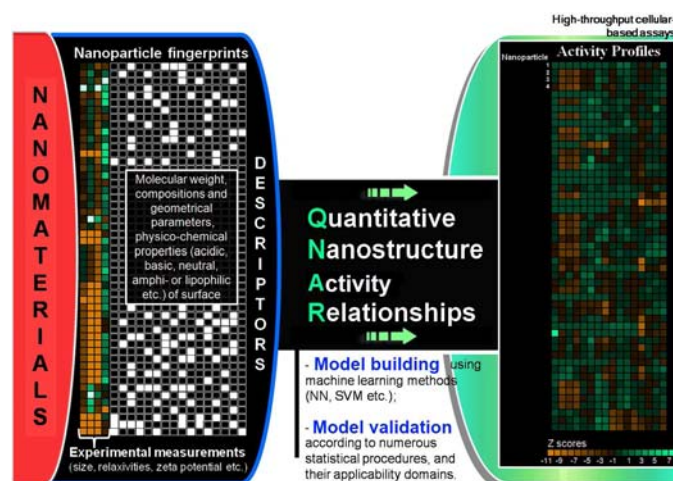 NANOMATERIALS
Nanoparticle fingerprints
Molecular weight,
compositions and
geometrical
parameters,
physico-chemical
properties (acidic,
basic, neutral,
amphi- or lipophilic
etc.) of surface
Experimental measurements
(size, relaxivities, zeta potential etc.)
DESCRIPTORS
Quantitative
Nanostructure
Activity
Relationships
- Model building using
machine learning methods
(NN, SVM etc.);
- Model validation
according to numerous
statistical procedures, and
their applicability domains.
High-throughput cellular-
based assays
Activity Profiles
Nanoparticle
1
2
3
4
Z scores
-11 -9 -7 -5 -3 -1 1 3 5 7